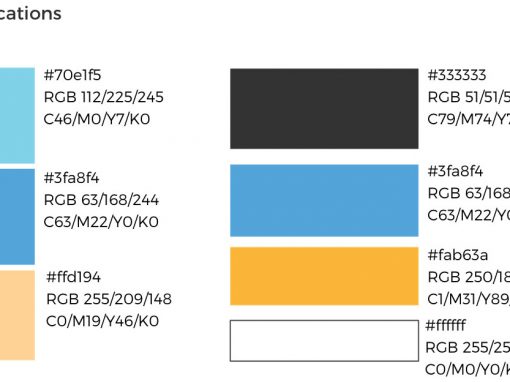 cations
#70e1f5
RGB 112/225/245
C46/M0/Y7/K0
#3fa8f4
RGB 63/168/244
C63/M22/Y0/K0
#ffd194
RGB 255/209/148
C0/M19/Y46/K0
#333333
RGB 51/51/5
C79/M74/Y7
#3fa8f4
RGB 63/168
C63/M22/Y0
#fab63a
RGB 250/18
C1/M31/Y89
#ffffff
RGB 255/25
C0/M0/Y0/K